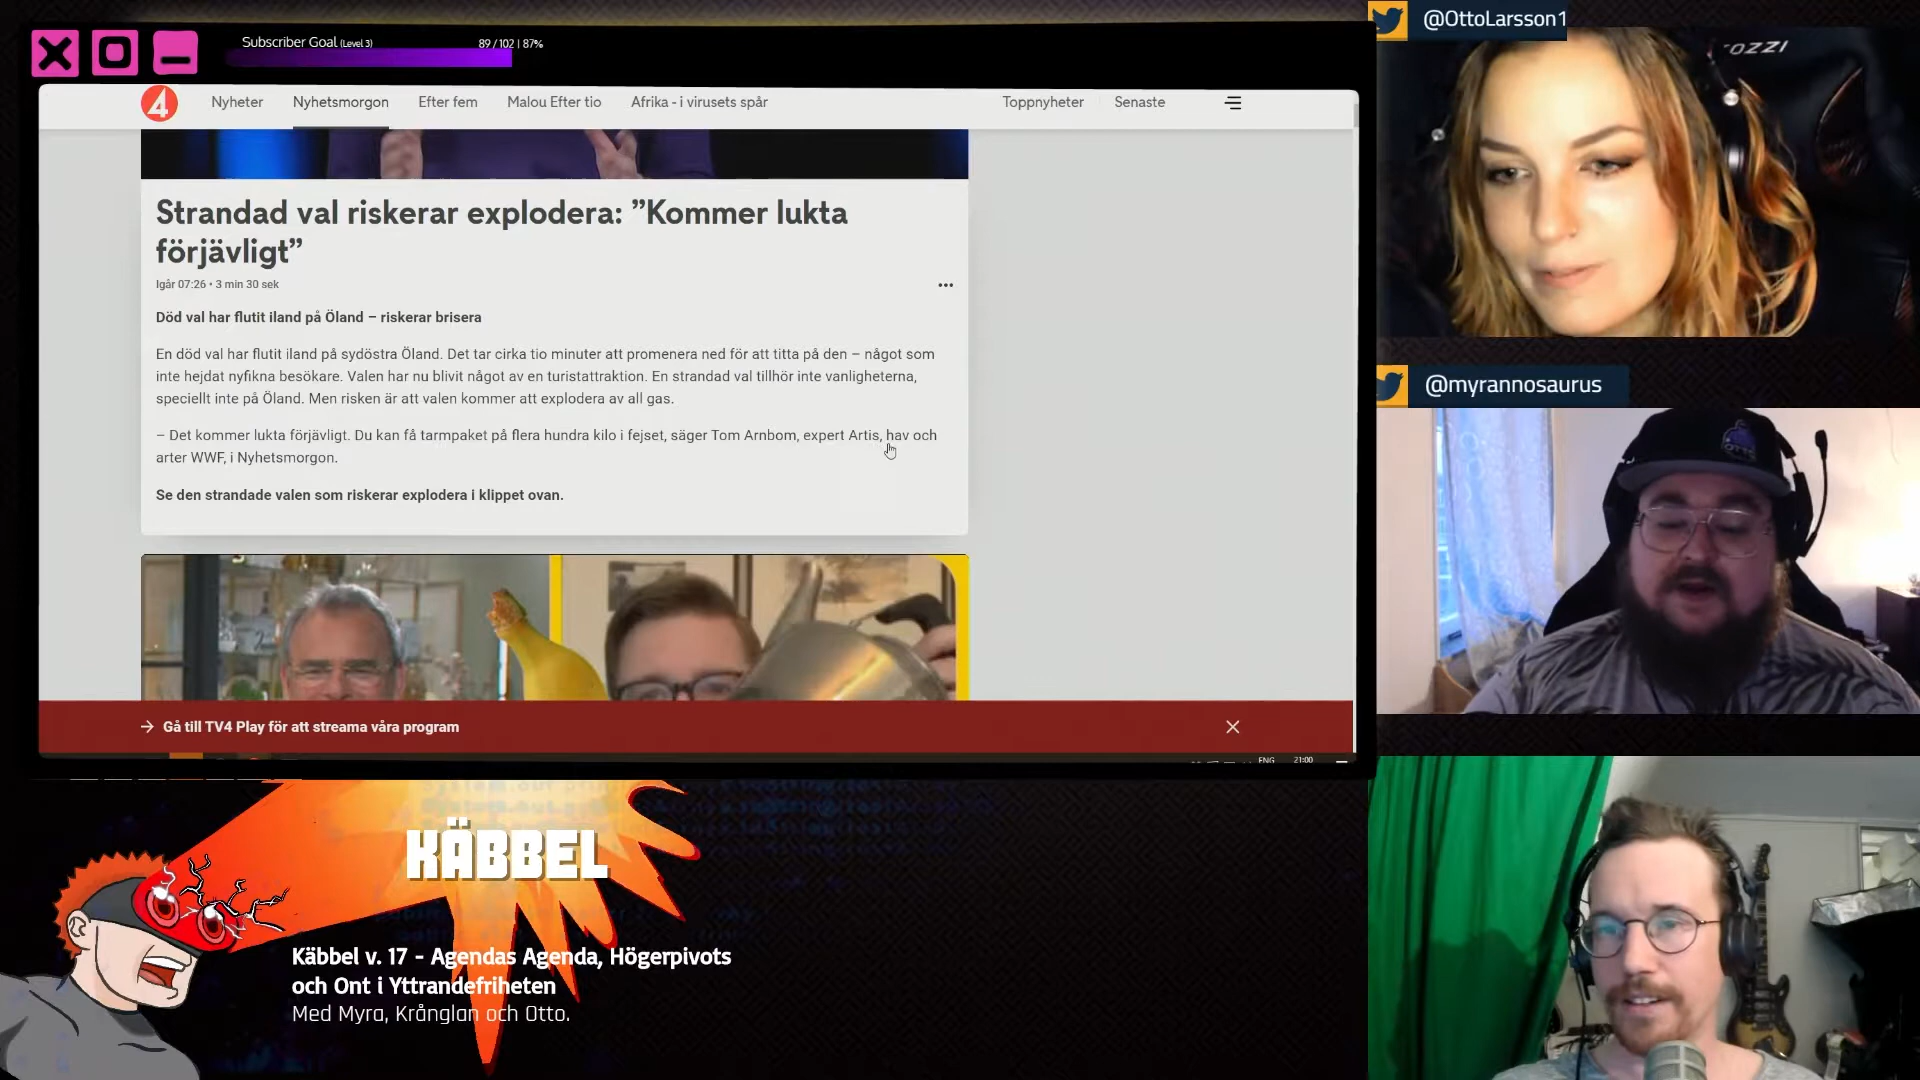 Subscriber Goal (Level 3)
89 / 102 | 87%
Nyheter
Nyhetsmorgon
Efter fem
Malou Efter tio
Afrika - i virusets spår
Toppnyheter
Senaste
Strandad val riskerar explodera: ”Kommer lukta
förjävligt”
Igår 07:26 • 3 min 30 sek
Död val har flutit iland på Öland – riskerar brisera
En död val har flutit iland på sydöstra Öland. Det tar cirka tio minuter att promenera ned för att titta på den – något som
inte hejdat nyfikna besökare. Valen har nu blivit något av en turistattraktion. En strandad val tillhör inte vanligheterna,
speciellt inte på Öland. Men risken är att valen kommer att explodera av all gas.
– Det kommer lukta förjävligt. Du kan få tarmpaket på flera hundra kilo i fejset, säger Tom Arnbom, expert Artis, hav och
arter WWF, i Nyhetsmorgon.
Se den strandade valen som riskerar explodera i klippet ovan.
→ Gå till TV4 Play för att streama våra program
ENG
21:00
KÄBBEL
Käbbel v. 17 - Agendas Agenda, Högerpivots
och Ont i Yttrandefriheten
Med Myra, Krånglan och Otto.
@OttoLarsson1
@myrannosaurus